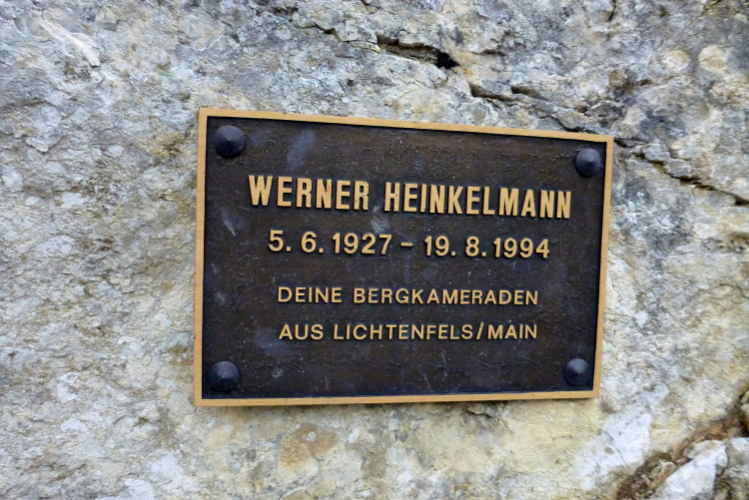 WERNER HEINKELMANN
5. 6. 1927 – 19. 8. 1994
DEINE BERGKAMERADEN
AUS LICHTENFELS/MAIN